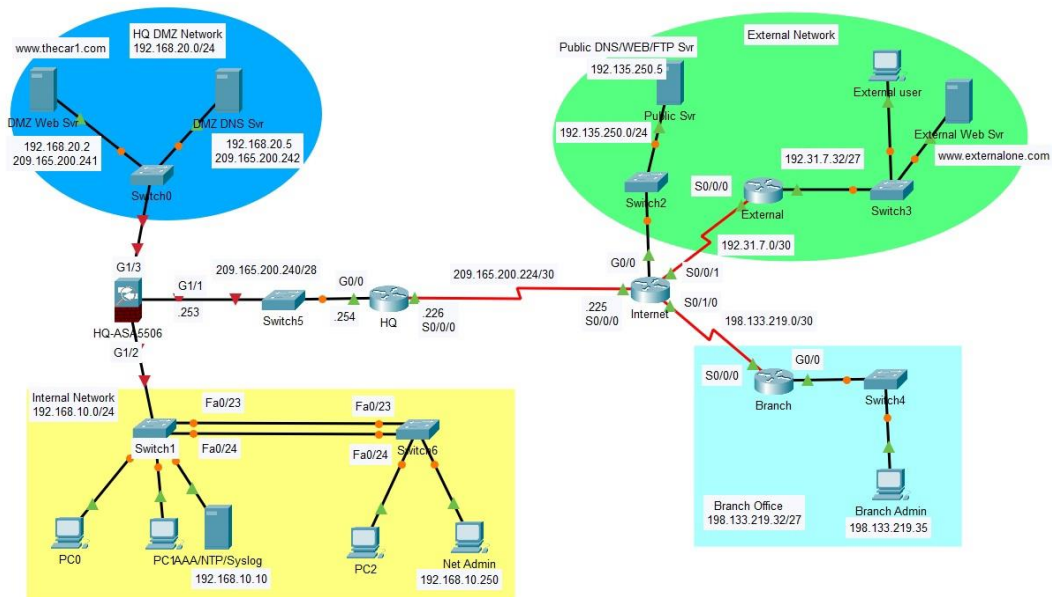 HQ DMZ Network
192.168.20.0/24
www.thecar1.com
DMZ Web Svr
DMZ DNS Svr
192.168.20.2
209.165.200.241
192.168.20.5
209.165.200.242
Switch0
G1/3
G1/1
.253
HQ-ASA5506
G1/2
209.165.200.240/28
Switch5
G0/0
.254
HQ
.226
S0/0/0
209.165.200.224/30
Public DNS/WEB/FTP Svr
192.135.250.5
Public Svr
192.135.250.0/24
Switch2
G0/0
External Network
External user
External Web Svr
www.externalone.com
192.31.7.32/27
S0/0/0
External
Switch3
192.31.7.0/30
S0/0/1
.225
S0/0/0
Internet
S0/1/0
198.133.219.0/30
S0/0/0
G0/0
Branch
Switch4
Branch Office
198.133.219.32/27
Branch Admin
198.133.219.35
Internal Network
192.168.10.0/24
Fa0/23
Fa0/23
Switch1
Fa0/24
Fa0/24
Switch6
PC0
PC1
AAA/NTP/Syslog
192.168.10.10
PC2
Net Admin
192.168.10.250